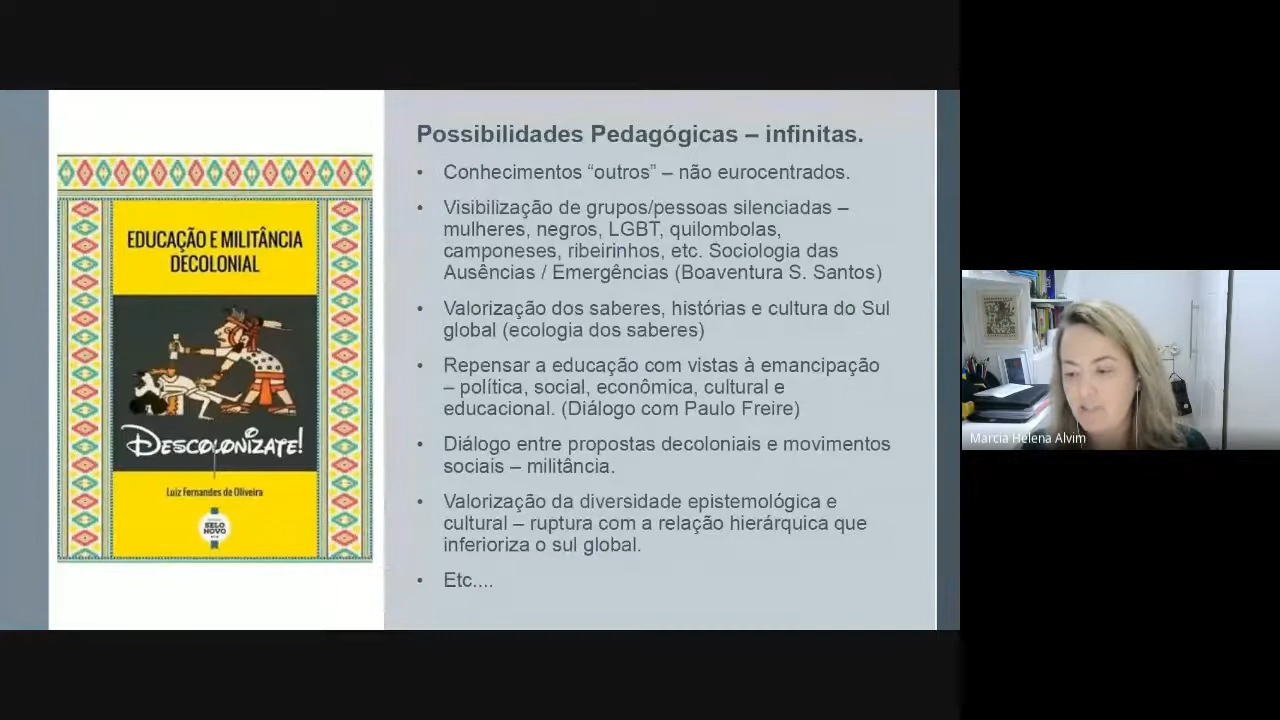 EDUCAÇÃO E MILITÂNCIA
DECOLONIAL
DESCOLONÍZATE!
Luiz Fernandes de Oliveira
SELO
NOVO
Possibilidades Pedagógicas – infinitas.
• Conhecimentos “outros” – não eurocentrados.
• Visibilização de grupos/pessoas silenciadas –
mulheres, negros, LGBT, quilombolas,
camponeses, ribeirinhos, etc. Sociologia das
Ausências / Emergências (Boaventura S. Santos)
• Valorização dos saberes, histórias e cultura do Sul
global (ecologia dos saberes)
• Repensar a educação com vistas à emancipação
– política, social, econômica, cultural e
educacional. (Diálogo com Paulo Freire)
• Diálogo entre propostas decoloniais e movimentos
sociais – militância.
• Valorização da diversidade epistemológica e
cultural – ruptura com a relação hierárquica que
inferioriza o sul global.
• Etc....
Marcia Helena Alvim